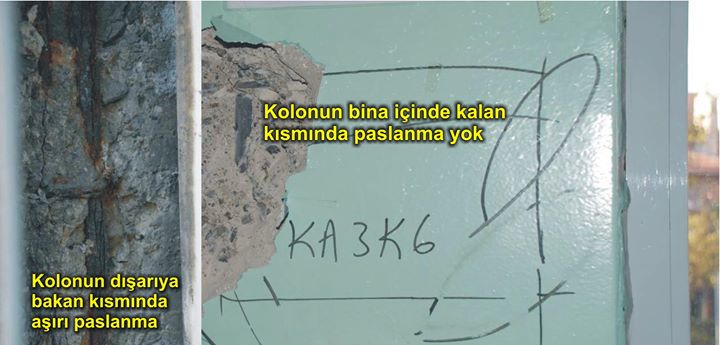 Kolonun bina içinde kalan
kısmında paslanma yok
KA3K6
Kolonun dışarıya
bakan kısmında
aşırı paslanma